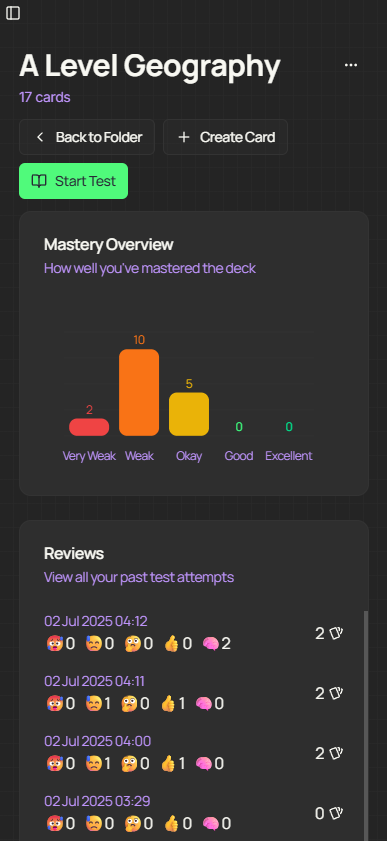 A Level Geography
17 cards
Back to Folder
Create Card
Start Test
Mastery Overview
How well you've mastered the deck
2
10
5
0
0
Very Weak
Weak
Okay
Good
Excellent
Reviews
View all your past test attempts
02 Jul 2025 04:12
🥵0 😓0 🤔0 👍0 🧠2
2
02 Jul 2025 04:11
🥵0 😓1 🤔0 👍1 🧠0
2
02 Jul 2025 04:00
🥵0 😓1 🤔0 👍1 🧠0
2
02 Jul 2025 03:29
🥵0 😓0 🤔0 👍0 🧠0
0